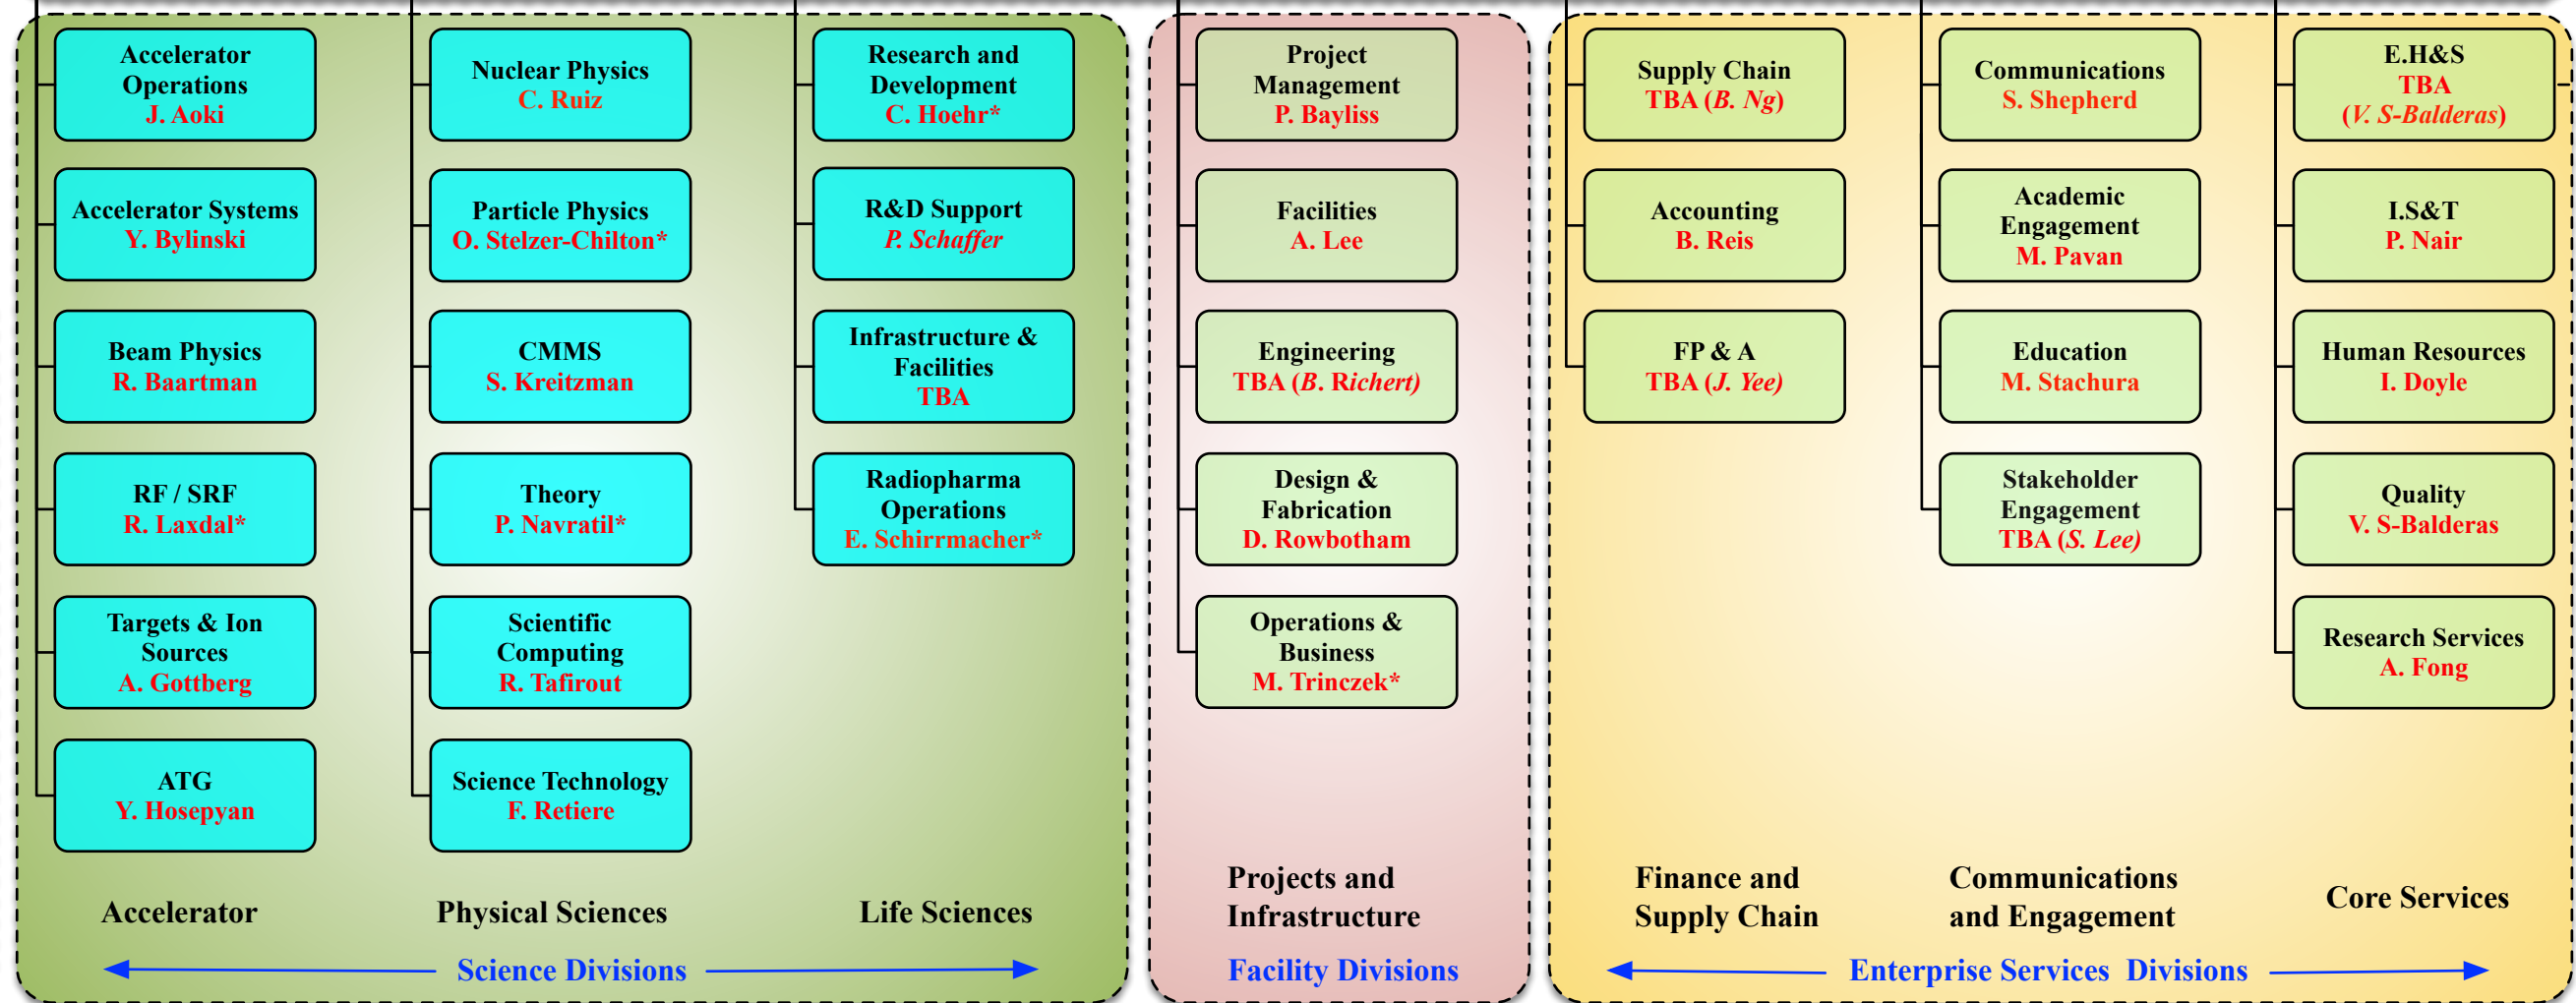 Accelerator
Operations
J. Aoki
Accelerator Systems
Y. Bylinski
Beam Physics
R. Baartman
RF / SRF
R. Laxdal*
Targets & Ion
Sources
A. Gottberg
ATG
Y. Hosepyan
Accelerator
Nuclear Physics
C. Ruiz
Particle Physics
O. Stelzer-Chilton*
CMMS
S. Kreitzman
Theory
P. Navratil*
Scientific
Computing
R. Tafirout
Science Technology
F. Retiere
Physical Sciences
Research and
Development
C. Hoehr*
R&D Support
P. Schaffer
Infrastructure &
Facilities
TBA
Radiopharma
Operations
E. Schirrmacher*
Life Sciences
Science Divisions
Project
Management
P. Bayliss
Facilities
A. Lee
Engineering
TBA (B. Richert)
Design &
Fabrication
D. Rowbotham
Operations &
Business
M. Trinczek*
Projects and
Infrastructure
Facility Divisions
Supply Chain
TBA (B. Ng)
Accounting
B. Reis
FP & A
TBA (J. Yee)
Finance and
Supply Chain
Communications
S. Shepherd
Academic
Engagement
M. Pavan
Education
M. Stachura
Stakeholder
Engagement
TBA (S. Lee)
Communications
and Engagement
E.H&S
TBA
(V. S-Balderas)
I.S&T
P. Nair
Human Resources
I. Doyle
Quality
V. S-Balderas
Research Services
A. Fong
Core Services
Enterprise Services Divisions